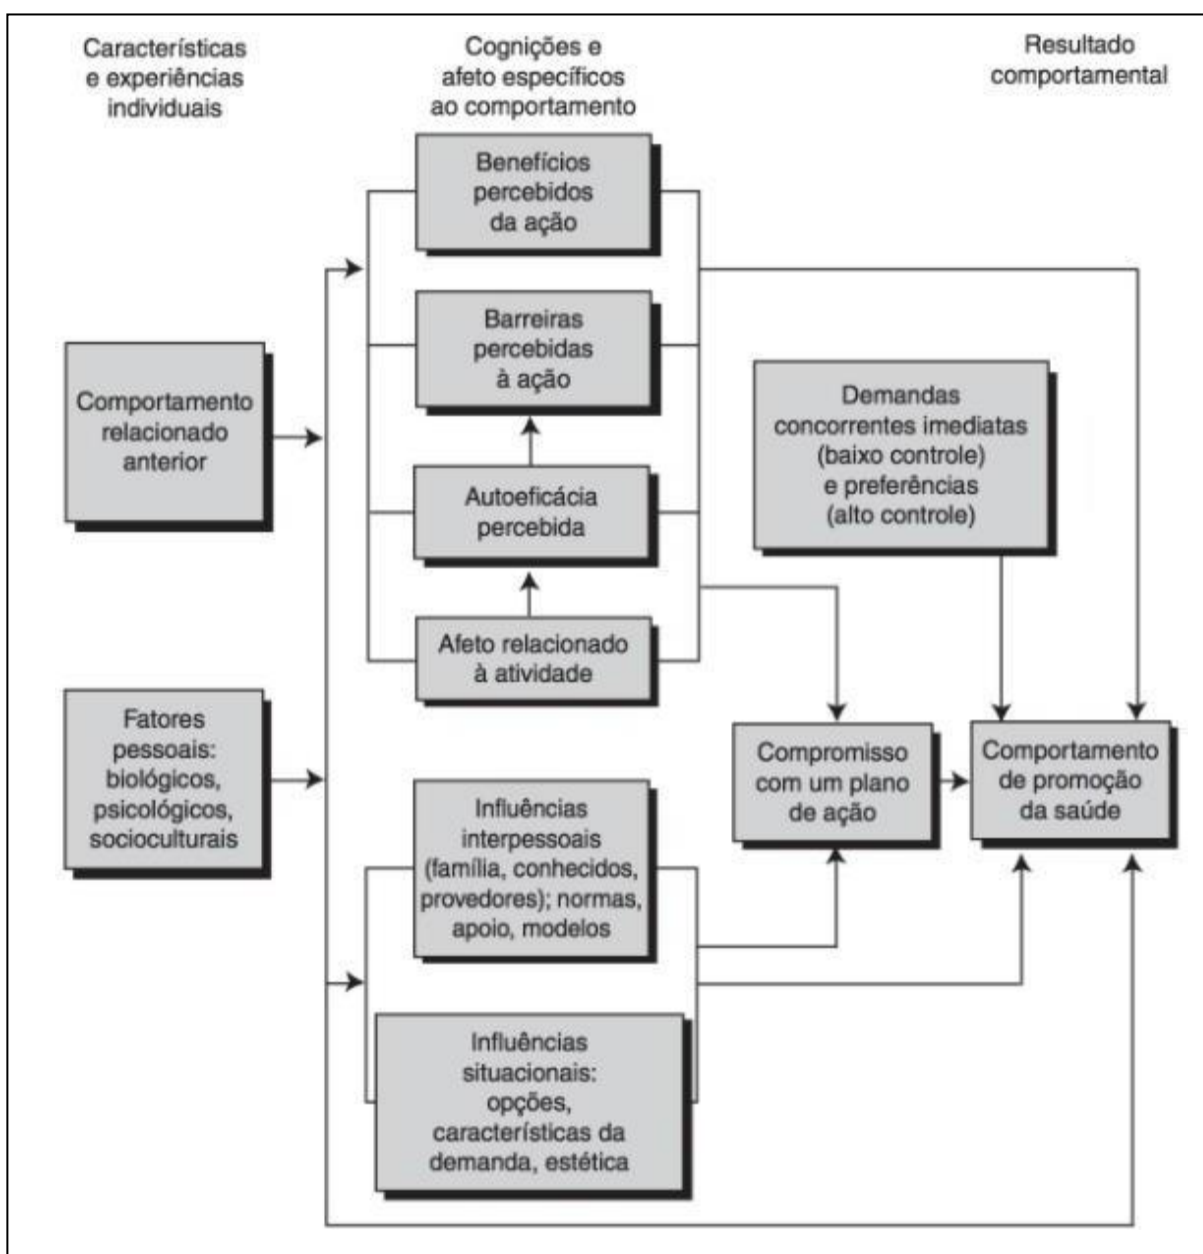 Características
e experiências
individuais
Cognições e
afeto específicos
ao comportamento
Resultado
comportamental
Benefícios
percebidos
da ação
Barreiras
percebidas
à ação
Comportamento
relacionado
anterior
Demandas
concorrentes imediatas
(baixo controle)
e preferências
(alto controle)
Autoeficácia
percebida
Afeto relacionado
à atividade
Fatores
pessoais:
biológicos,
psicológicos,
socioculturais
Compromisso
com um plano
de ação
Comportamento
de promoção
da saúde
Influências
interpessoais
(família, conhecidos,
provedores); normas,
apoio, modelos
Influências
situacionais:
opções,
características da
demanda, estética